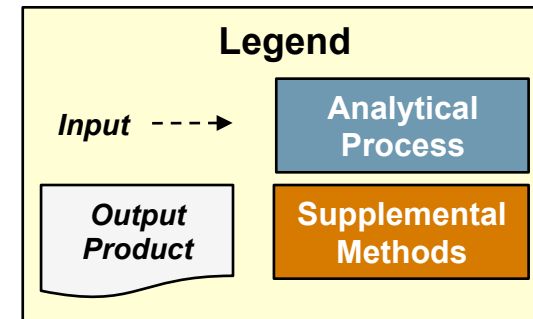 Legend
Input
Analytical
Process
Output
Product
Supplemental
Methods